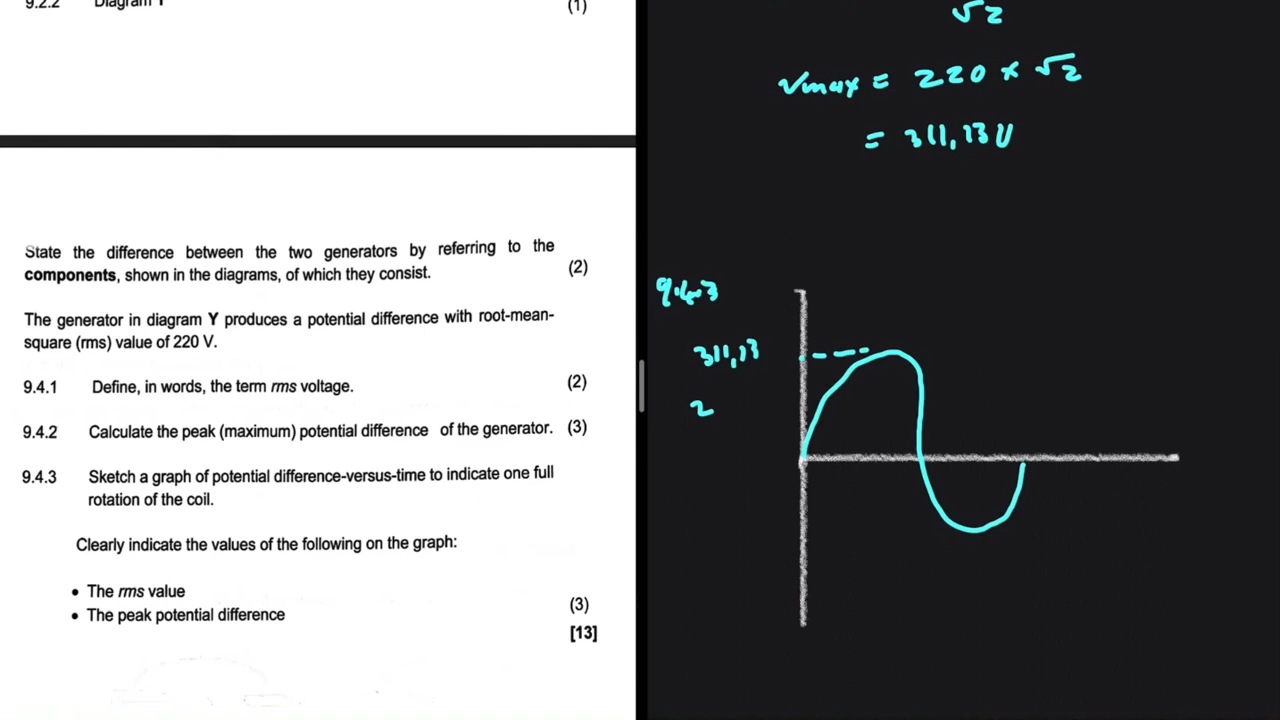 9.2.2 Diagram Y (1)
State the difference between the two generators by referring to the
components, shown in the diagrams, of which they consist. (2)
The generator in diagram Y produces a potential difference with root-mean-
square (rms) value of 220 V.
9.4.1 Define, in words, the term rms voltage. (2)
9.4.2 Calculate the peak (maximum) potential difference of the generator. (3)
9.4.3 Sketch a graph of potential difference-versus-time to indicate one full
rotation of the coil.
Clearly indicate the values of the following on the graph:
• The rms value
• The peak potential difference (3)
[13]
√2
Vmax = 220 × √2
= 311,13V
9.4.3
311,13
2